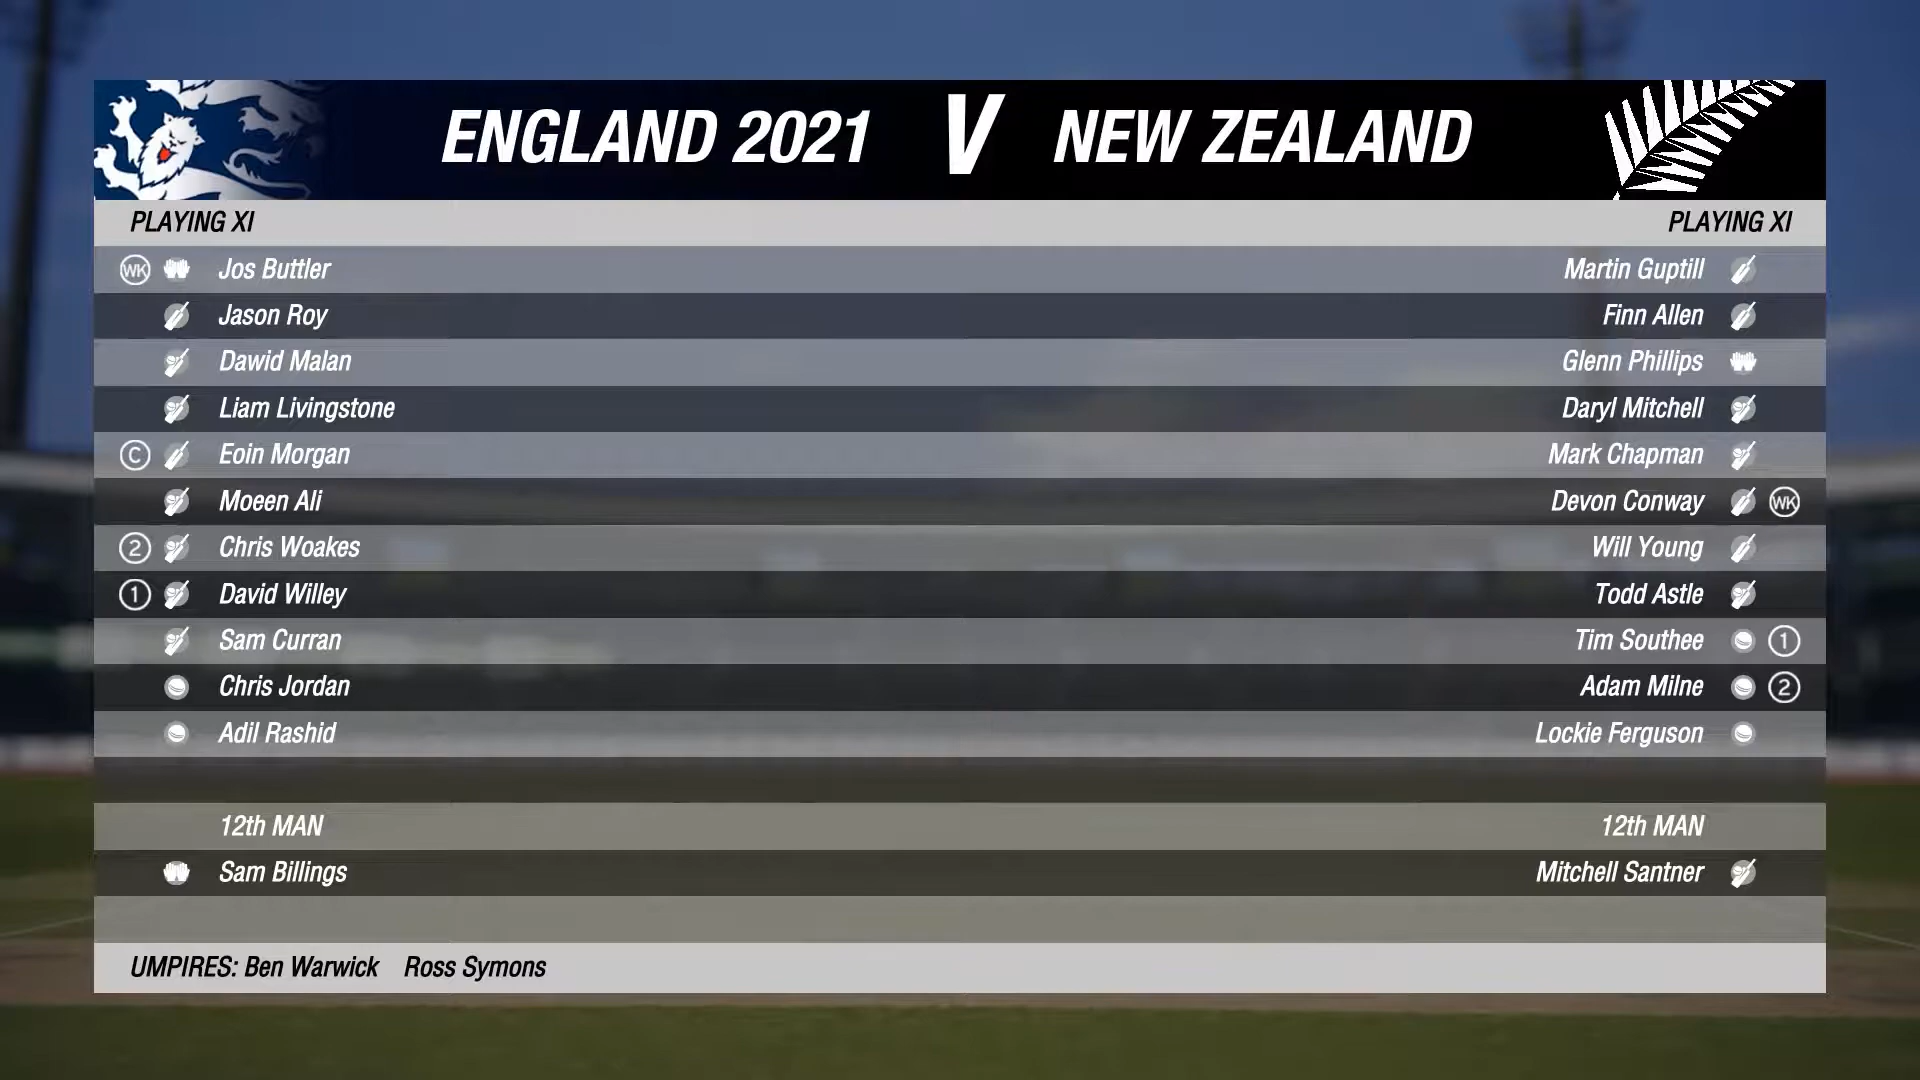 ENGLAND 2021 V NEW ZEALAND
PLAYING XI PLAYING XI
WK Jos Buttler Martin Guptill
Jason Roy Finn Allen
Dawid Malan Glenn Phillips
Liam Livingstone Daryl Mitchell
C Eoin Morgan Mark Chapman
Moeen Ali Devon Conway WK
2 Chris Woakes Will Young
1 David Willey Todd Astle
Sam Curran Tim Southee 1
Chris Jordan Adam Milne 2
Adil Rashid Lockie Ferguson
12th MAN 12th MAN
Sam Billings Mitchell Santner
UMPIRES: Ben Warwick Ross Symons